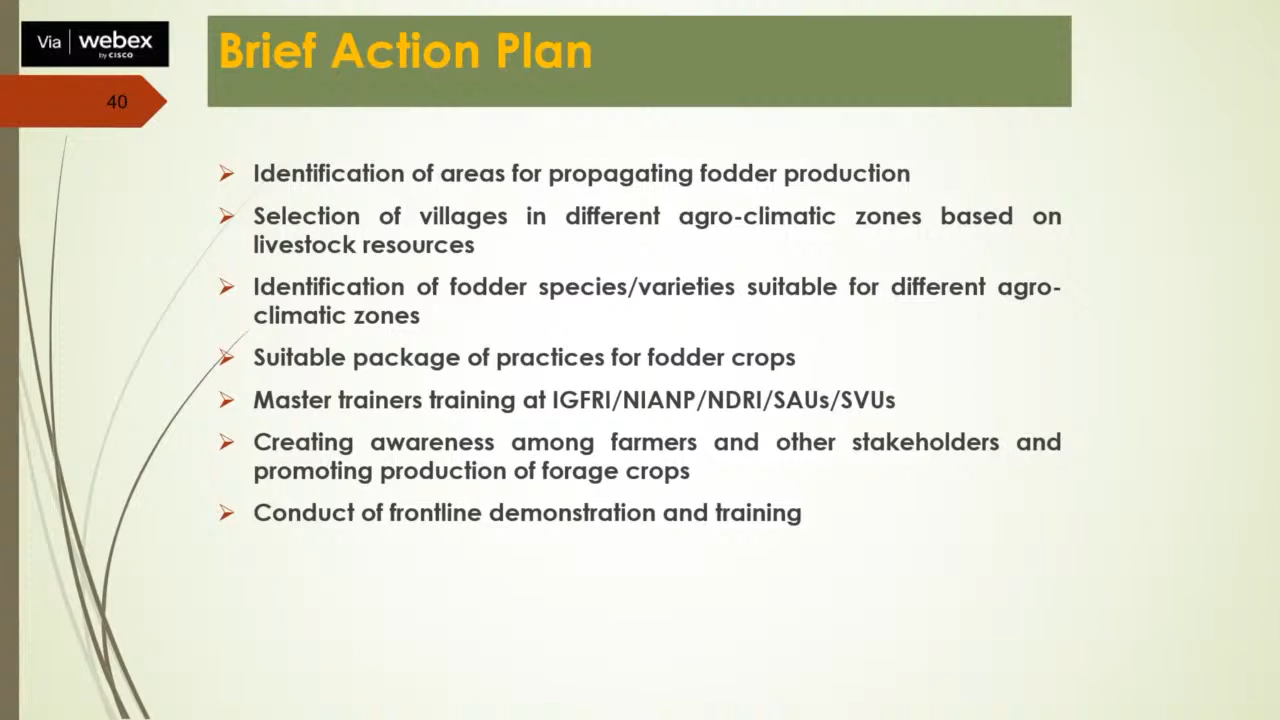 Via webex
by CISCO
Brief Action Plan
40
Identification of areas for propagating fodder production
Selection of villages in different agro-climatic zones based on
livestock resources
Identification of fodder species/varieties suitable for different agro-
climatic zones
Suitable package of practices for fodder crops
Master trainers training at IGFRI/NIANP/NDRI/SAUs/SVUs
Creating awareness among farmers and other stakeholders and
promoting production of forage crops
Conduct of frontline demonstration and training